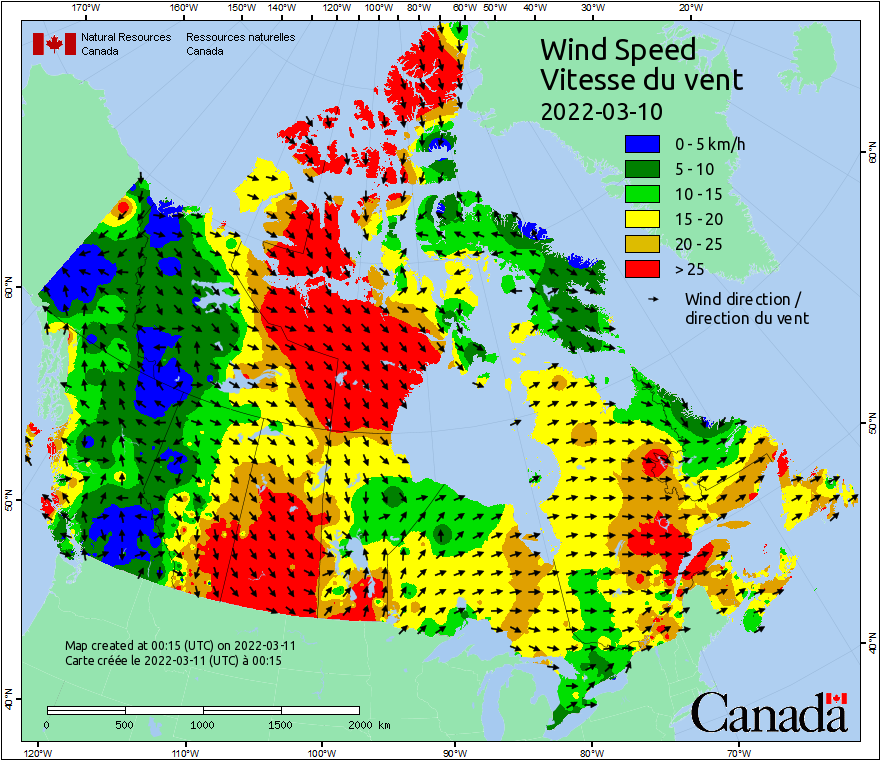 170°W 160°W 150°W 140°W 130°W 120°W 110°W 100°W 80°W 60°W 50°W 40°W 30°W 20°W
Natural Resources Ressources naturelles
Canada Canada
Wind Speed
Vitesse du vent
2022-03-10
0 - 5 km/h
5 - 10
10 - 15
15 - 20
20 - 25
> 25
Wind direction /
direction du vent
60°N
60°N
50°N
50°N
40°N
40°N
Map created at 00:15 (UTC) on 2022-03-11
Carte créée le 2022-03-11 (UTC) à 00:15
0 500 1000 1500 2000 km
Canada
120°W 110°W 100°W 90°W 80°W 70°W